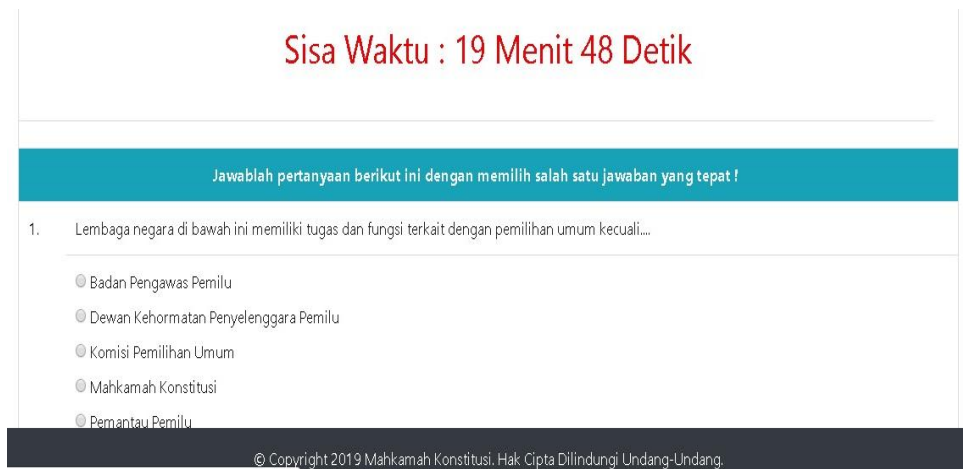 Sisa Waktu : 19 Menit 48 Detik
Jawablah pertanyaan berikut ini dengan memilih salah satu jawaban yang tepat !
1. Lembaga negara di bawah ini memiliki tugas dan fungsi terkait dengan pemilihan umum kecuali....
Badan Pengawas Pemilu
Dewan Kehormatan Penyelenggara Pemilu
Komisi Pemilihan Umum
Mahkamah Konstitusi
Pemantau Pemilu
© Copyright 2019 Mahkamah Konstitusi. Hak Cipta Dilindungi Undang-Undang.